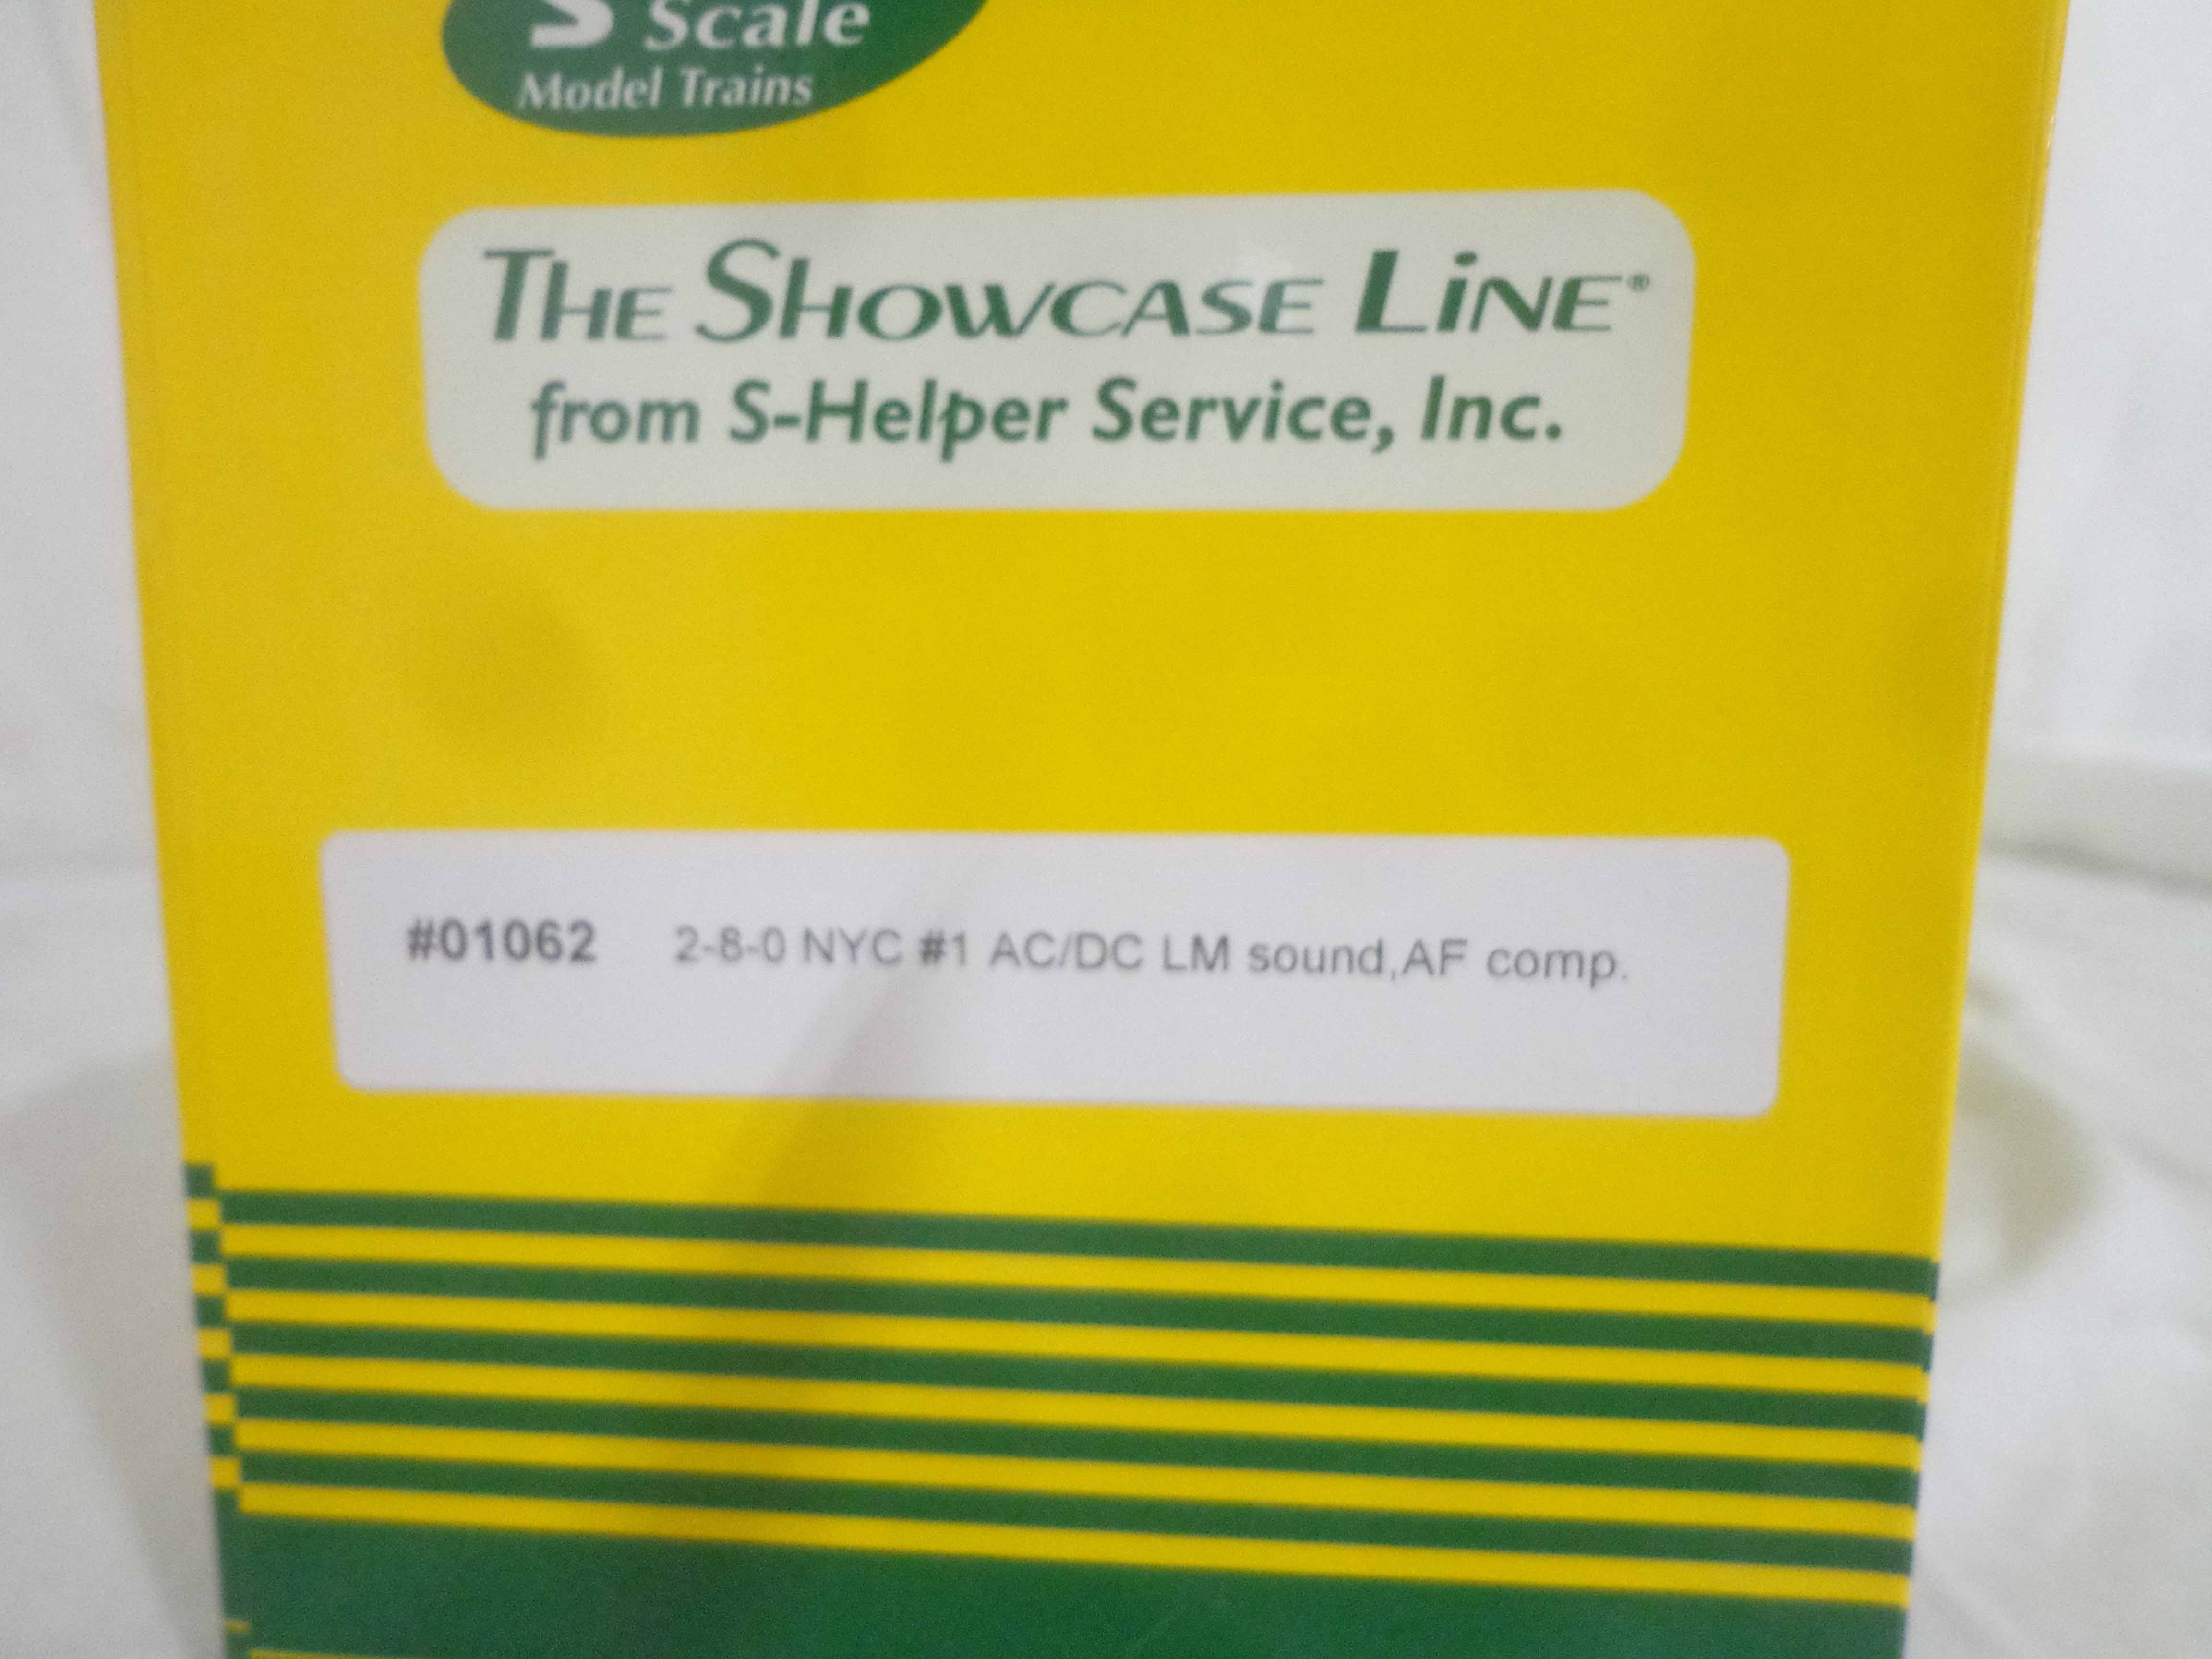 S Scale
Model Trains
The Showcase Line®
from S-Helper Service, Inc.
#01062 2-8-0 NYC #1 AC/DC LM sound,AF comp.